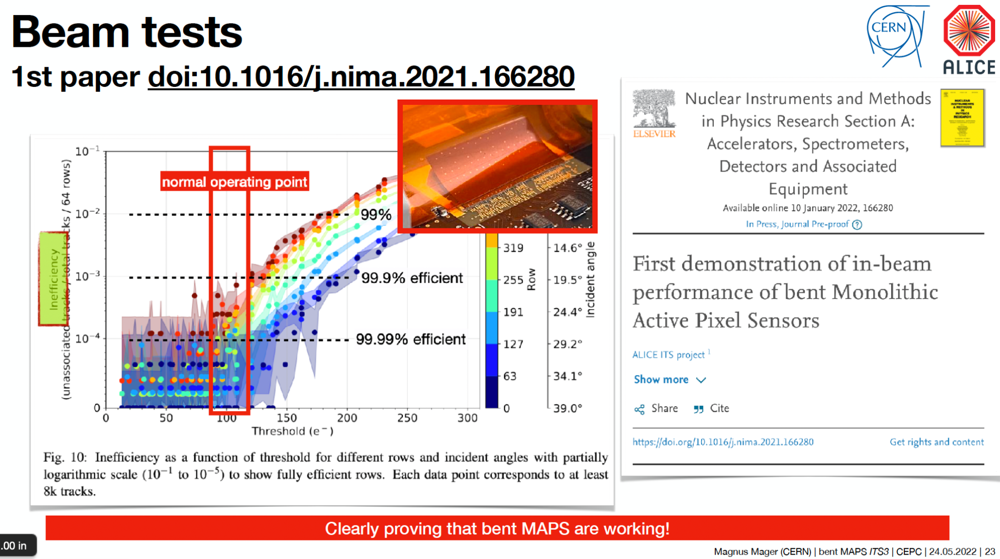 Beam tests
1st paper doi:10.1016/j.nima.2021.166280
CERN
ALICE
10⁻¹
10⁻²
10⁻³
10⁻⁴
0
Inefficiency
(unassociated tracks / total tracks / 64 rows)
normal operating point
99%
99.9% efficient
99.99% efficient
0 50 100 150 200 250 300
Threshold (e⁻)
319
255
191
127
63
0
Row
14.6°
19.5°
24.4°
29.2°
34.1°
39.0°
Incident angle
Fig. 10: Inefficiency as a function of threshold for different rows and incident angles with partially
logarithmic scale (10⁻¹ to 10⁻⁵) to show fully efficient rows. Each data point corresponds to at least
8k tracks.
ELSEVIER
Nuclear Instruments and Methods
in Physics Research Section A:
Accelerators, Spectrometers,
Detectors and Associated
Equipment
NUCLEAR
INSTRUMENTS
& METHODS
IN
PHYSICS
RESEARCH
Available online 10 January 2022, 166280
In Press, Journal Pre-proof ?
First demonstration of in-beam
performance of bent Monolithic
Active Pixel Sensors
ALICE ITS project ¹
Show more
Share Cite
https://doi.org/10.1016/j.nima.2021.166280 Get rights and content
Clearly proving that bent MAPS are working!
.00 in
Magnus Mager (CERN) | bent MAPS ITS3 | CEPC | 24.05.2022 | 23